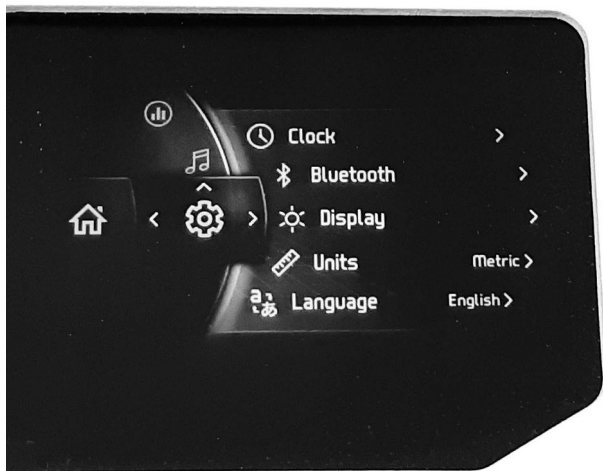 Clock
Bluetooth
Display
Units Metric
Language English